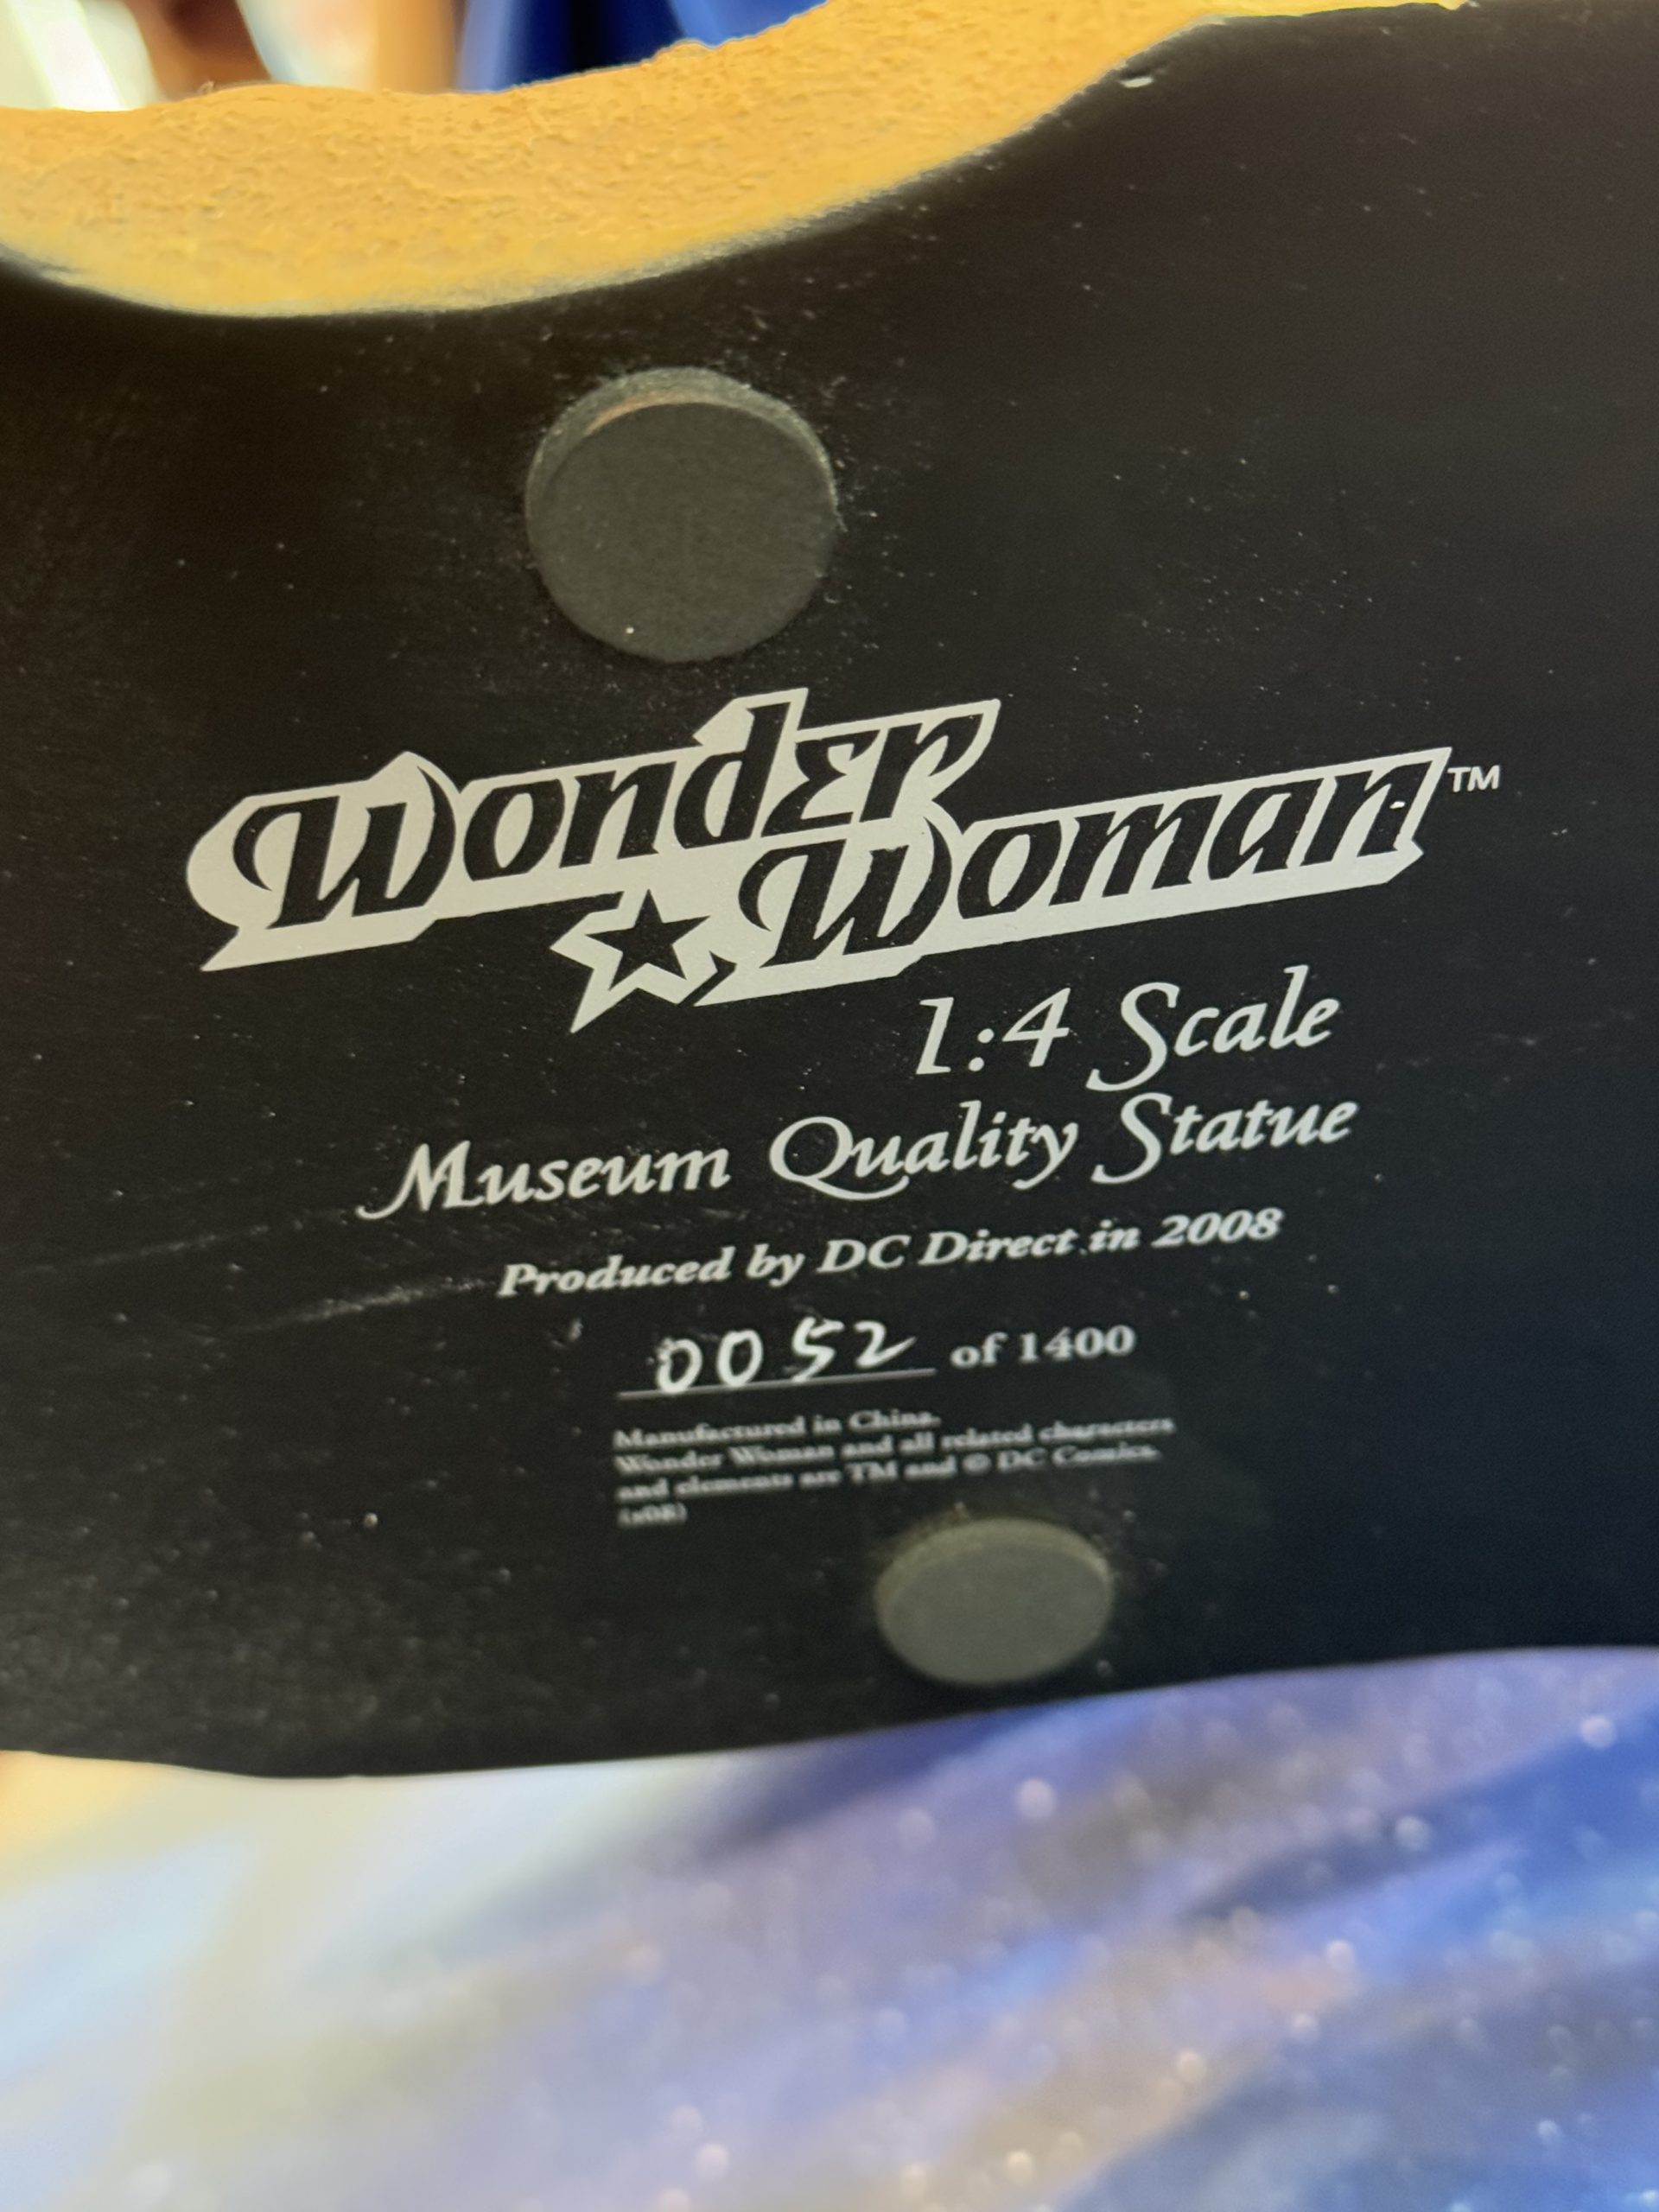 Wonder
Woman™
1:4 Scale
Museum Quality Statue
Produced by DC Direct in 2008
0052 of 1400
Manufactured in China.
Wonder Woman and all related characters
and elements are TM and © DC Comics.
(s08)